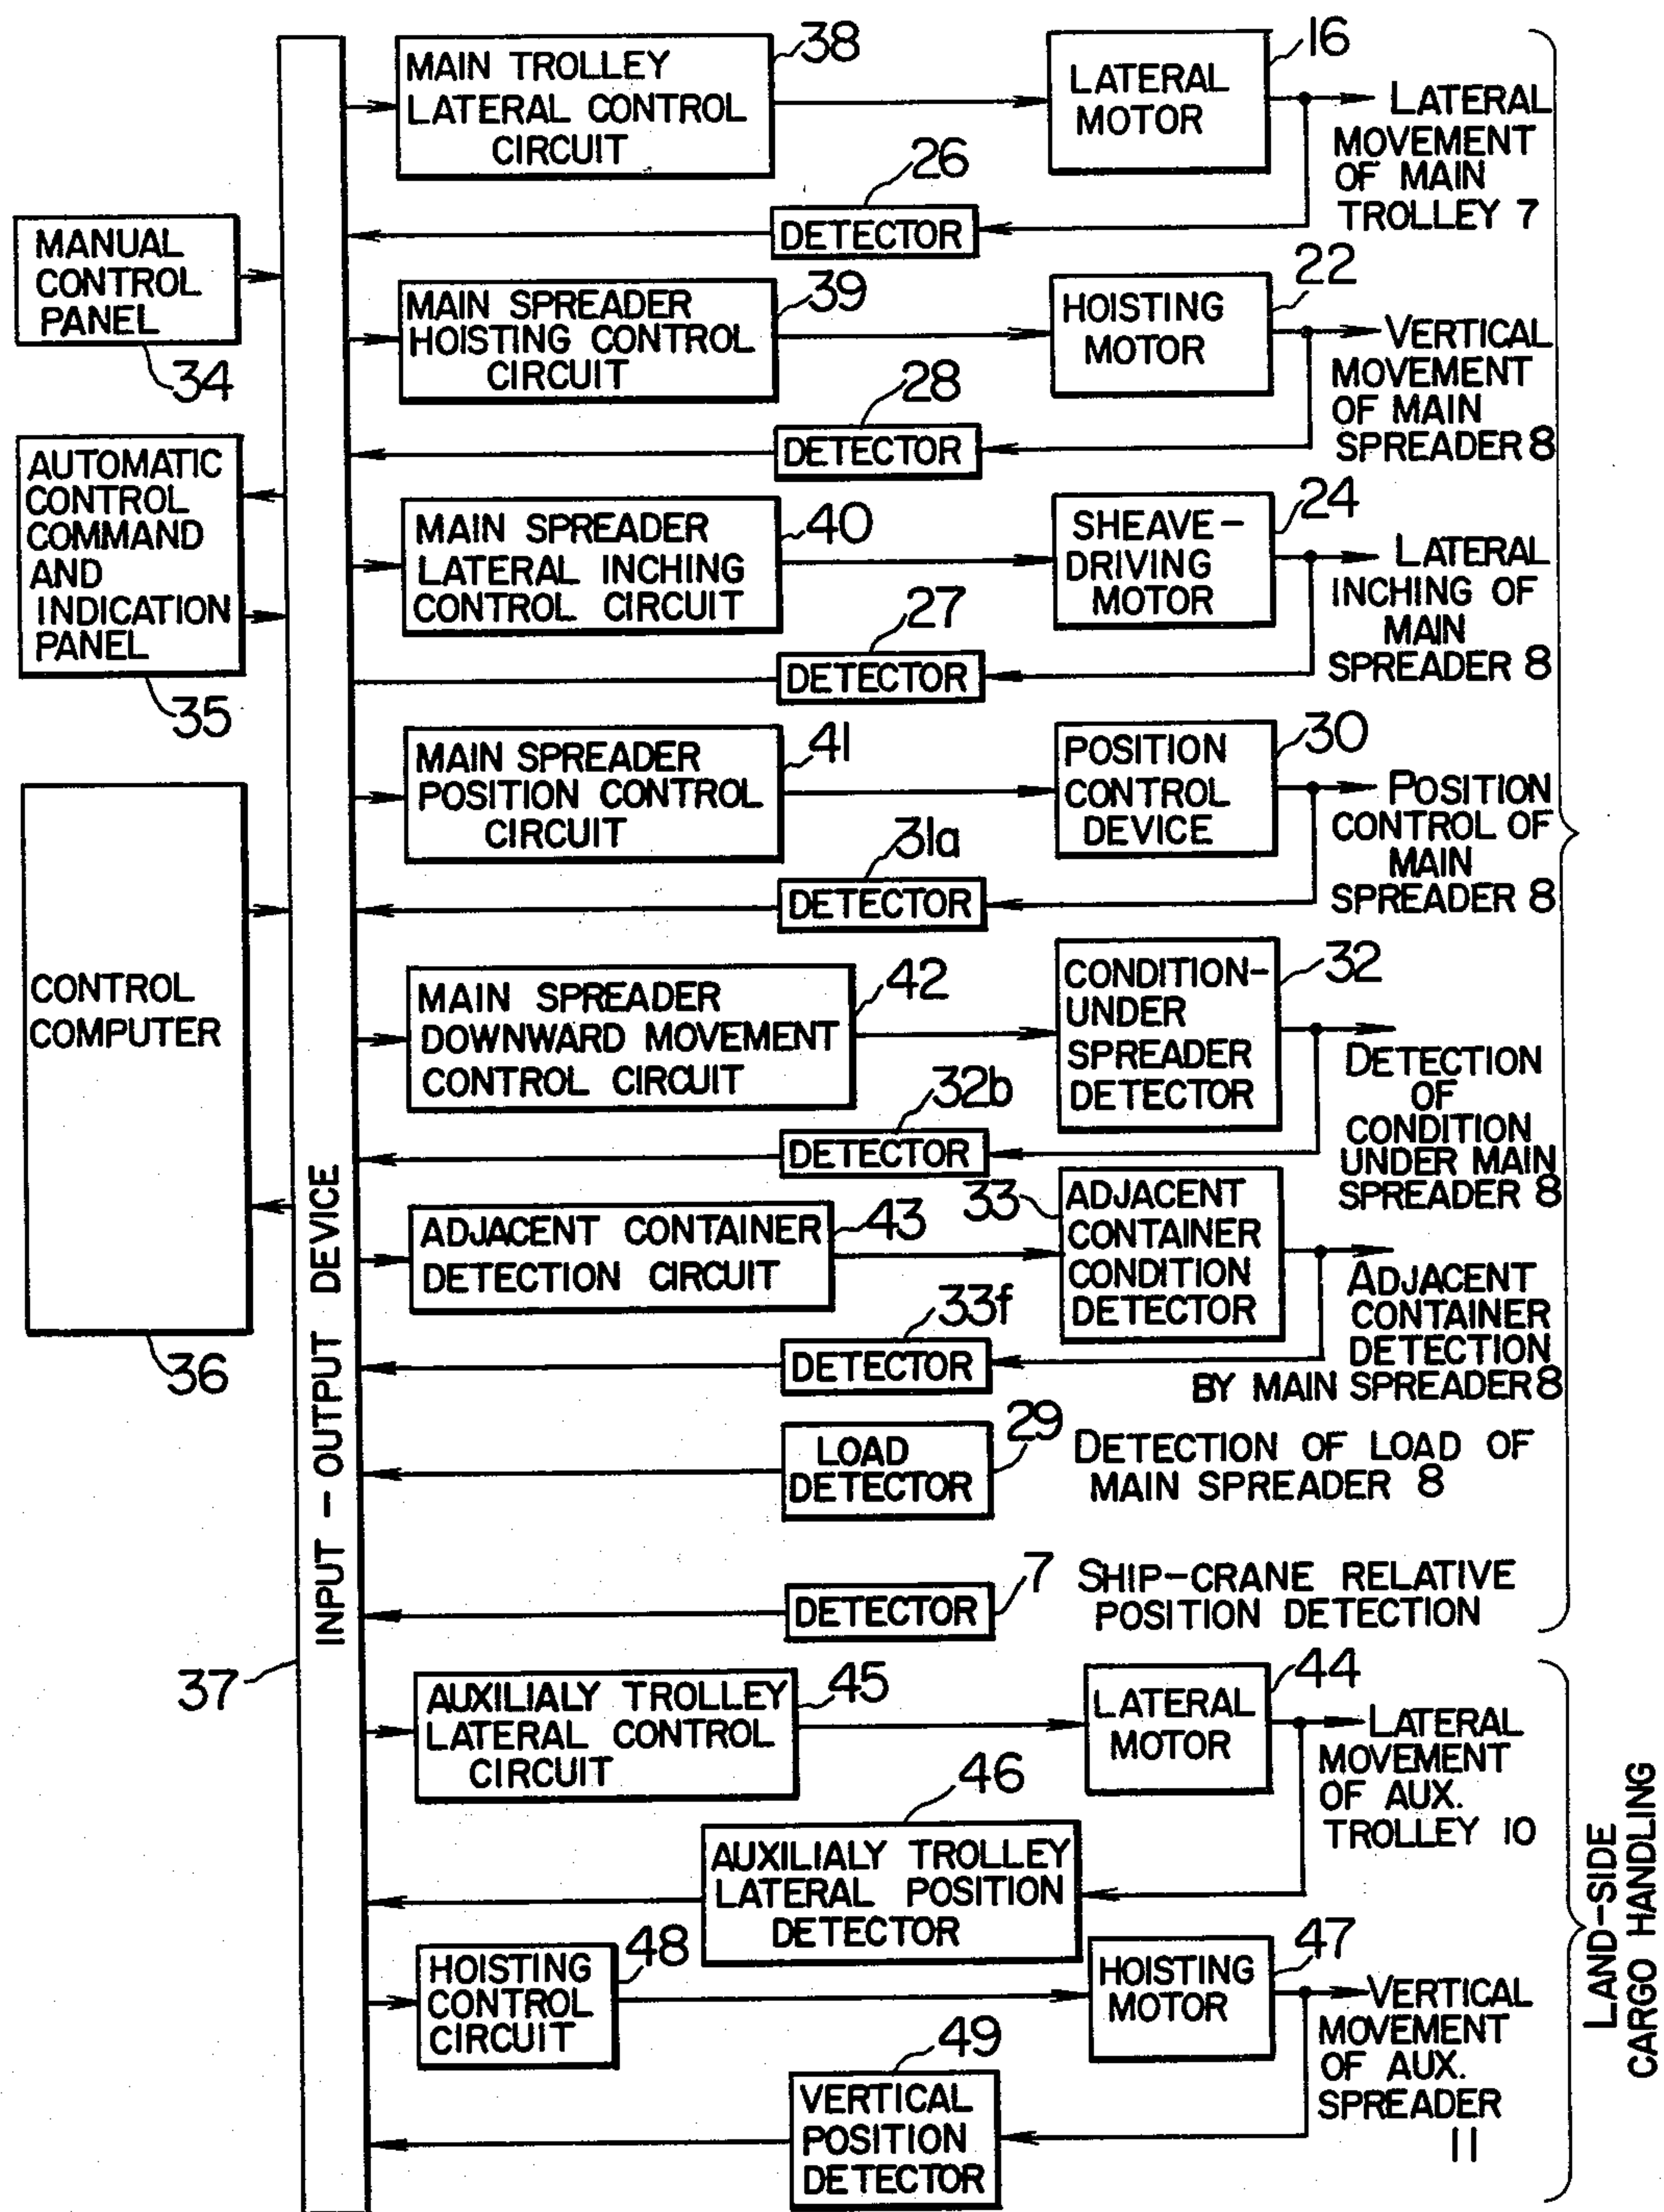 MAIN TROLLEY
LATERAL CONTROL
CIRCUIT
38
LATERAL
MOTOR
16
LATERAL
MOVEMENT
OF MAIN
TROLLEY 7
26
DETECTOR
MANUAL
CONTROL
PANEL
34
MAIN SPREADER
HOISTING CONTROL
CIRCUIT
39
HOISTING
MOTOR
22
VERTICAL
MOVEMENT
OF MAIN
SPREADER 8
28
DETECTOR
AUTOMATIC
CONTROL
COMMAND
AND
INDICATION
PANEL
35
MAIN SPREADER
LATERAL INCHING
CONTROL CIRCUIT
40
SHEAVE-
DRIVING
MOTOR
24
LATERAL
INCHING OF
MAIN
SPREADER 8
27
DETECTOR
MAIN SPREADER
POSITION CONTROL
CIRCUIT
41
POSITION
CONTROL
DEVICE
30
POSITION
CONTROL OF
MAIN
SPREADER 8
31a
DETECTOR
CONTROL
COMPUTER
36
MAIN SPREADER
DOWNWARD MOVEMENT
CONTROL CIRCUIT
42
CONDITION-
UNDER
SPREADER
DETECTOR
32
DETECTION
OF
CONDITION
UNDER MAIN
SPREADER 8
32b
DETECTOR
INPUT - OUTPUT DEVICE
37
ADJACENT CONTAINER
DETECTION CIRCUIT
43
33
ADJACENT
CONTAINER
CONDITION
DETECTOR
ADJACENT
CONTAINER
DETECTION
BY MAIN SPREADER 8
33f
DETECTOR
LOAD
DETECTOR
29
DETECTION OF LOAD OF
MAIN SPREADER 8
DETECTOR
7
SHIP-CRANE RELATIVE
POSITION DETECTION
AUXILIALY TROLLEY
LATERAL CONTROL
CIRCUIT
45
LATERAL
MOTOR
44
LATERAL
MOVEMENT
OF AUX.
TROLLEY 10
46
AUXILIALY TROLLEY
LATERAL POSITION
DETECTOR
HOISTING
CONTROL
CIRCUIT
48
HOISTING
MOTOR
47
VERTICAL
MOVEMENT
OF AUX.
SPREADER
11
49
VERTICAL
POSITION
DETECTOR
LAND-SIDE
CARGO HANDLING